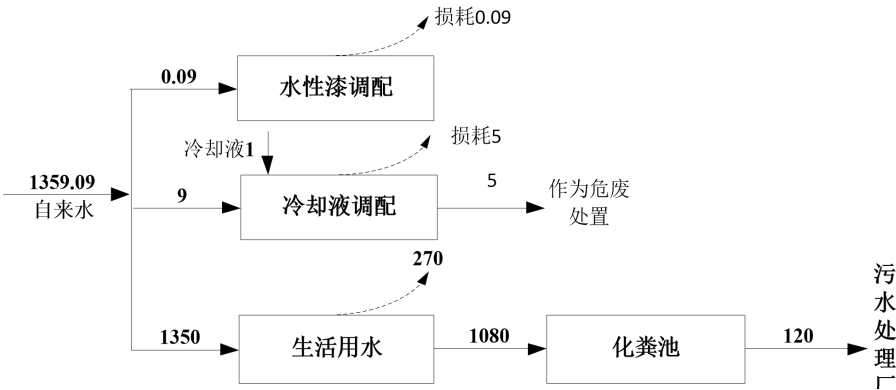 损耗0.09
0.09
水性漆调配
冷却液1
损耗5
1359.09
自来水
9
冷却液调配
5
作为危废
处置
270
1350
生活用水
1080
化粪池
120
污
水
处
理
厂